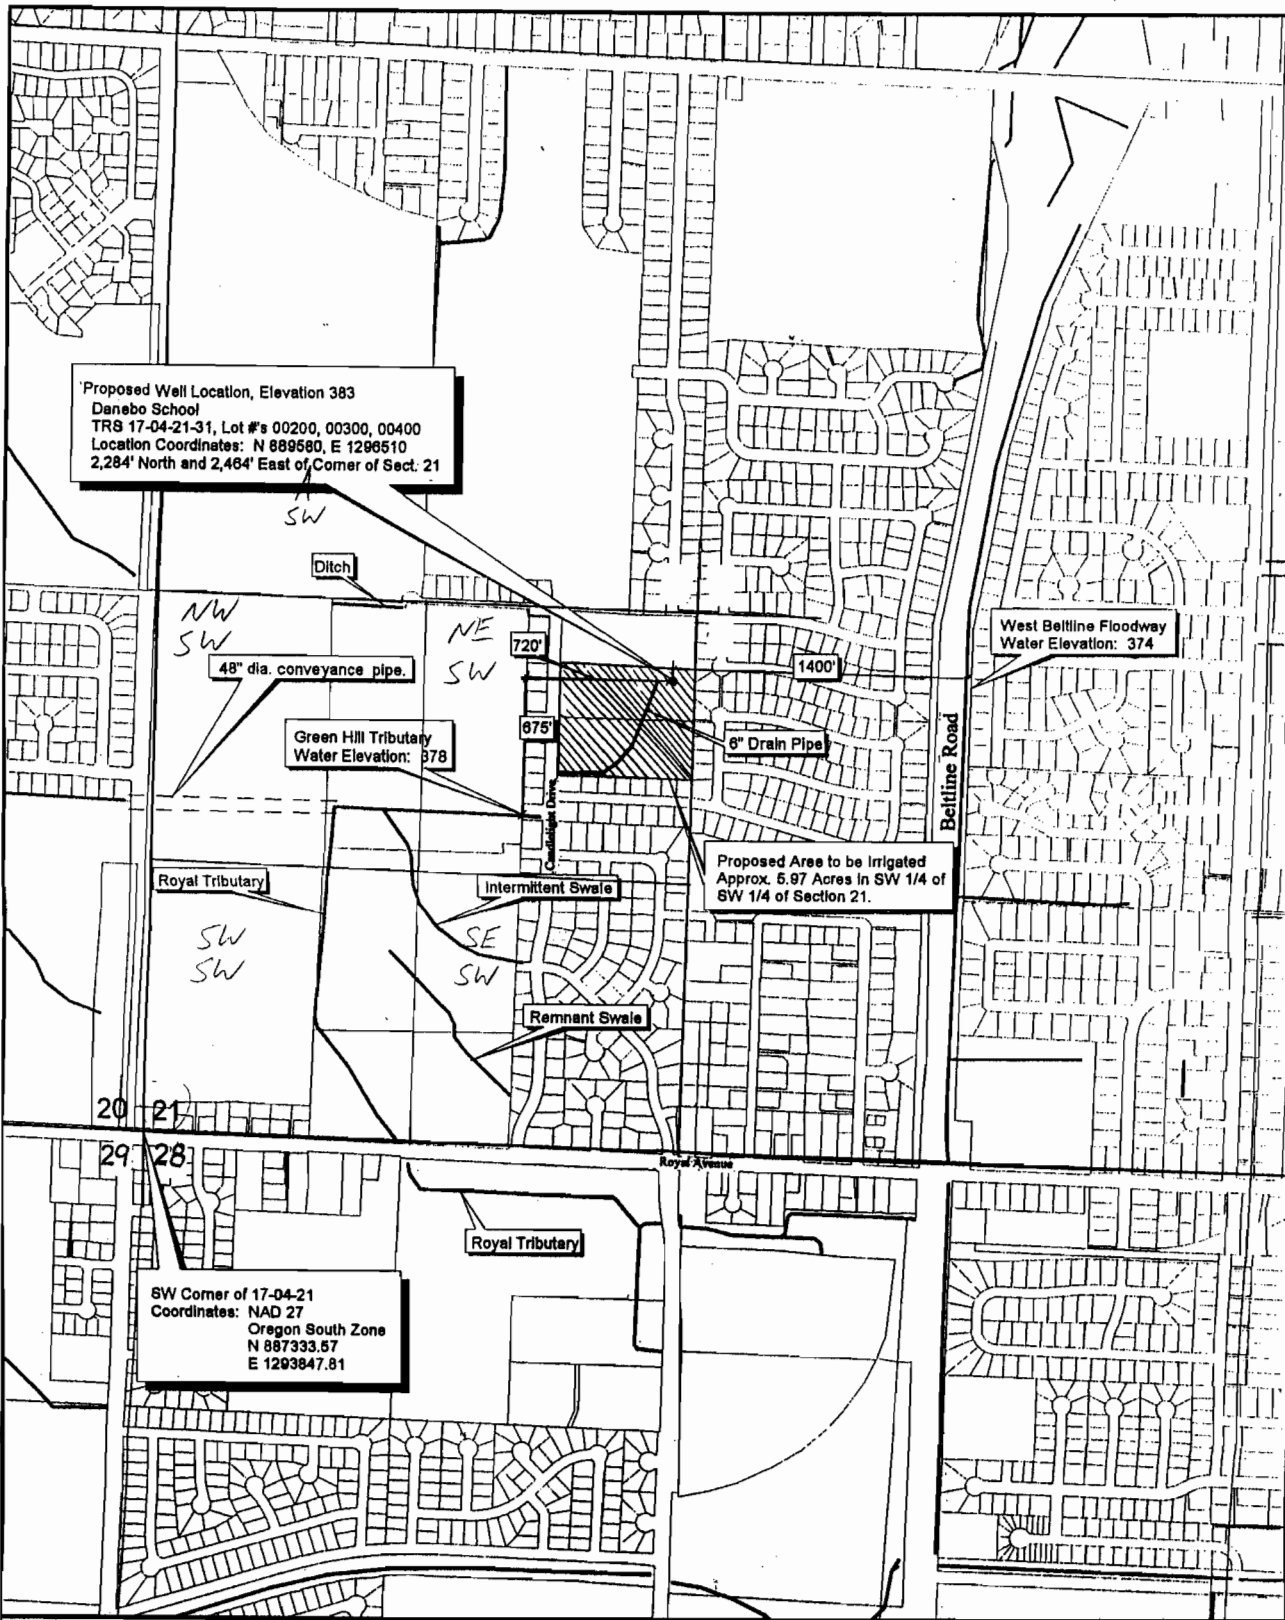 Proposed Well Location, Elevation 383
Danebo School
TRS 17-04-21-31, Lot #'s 00200, 00300, 00400
Location Coordinates: N 889580, E 1296510
2,284' North and 2,464' East of Corner of Sect. 21
SW
Ditch
NW
SW
NE
SW
720'
1400'
West Beltline Floodway
Water Elevation: 374
48" dia. conveyance pipe.
675'
Green Hill Tributary
Water Elevation: 378
6" Drain Pipe
Beltline Road
Candlelight Drive
Proposed Area to be Irrigated
Approx. 5.97 Acres in SW 1/4 of
SW 1/4 of Section 21.
Royal Tributary
Intermittent Swale
SW
SW
SE
SW
Remnant Swale
20 21
29 28
Royal Avenue
Royal Tributary
SW Corner of 17-04-21
Coordinates: NAD 27
Oregon South Zone
N 887333.57
E 1293847.81